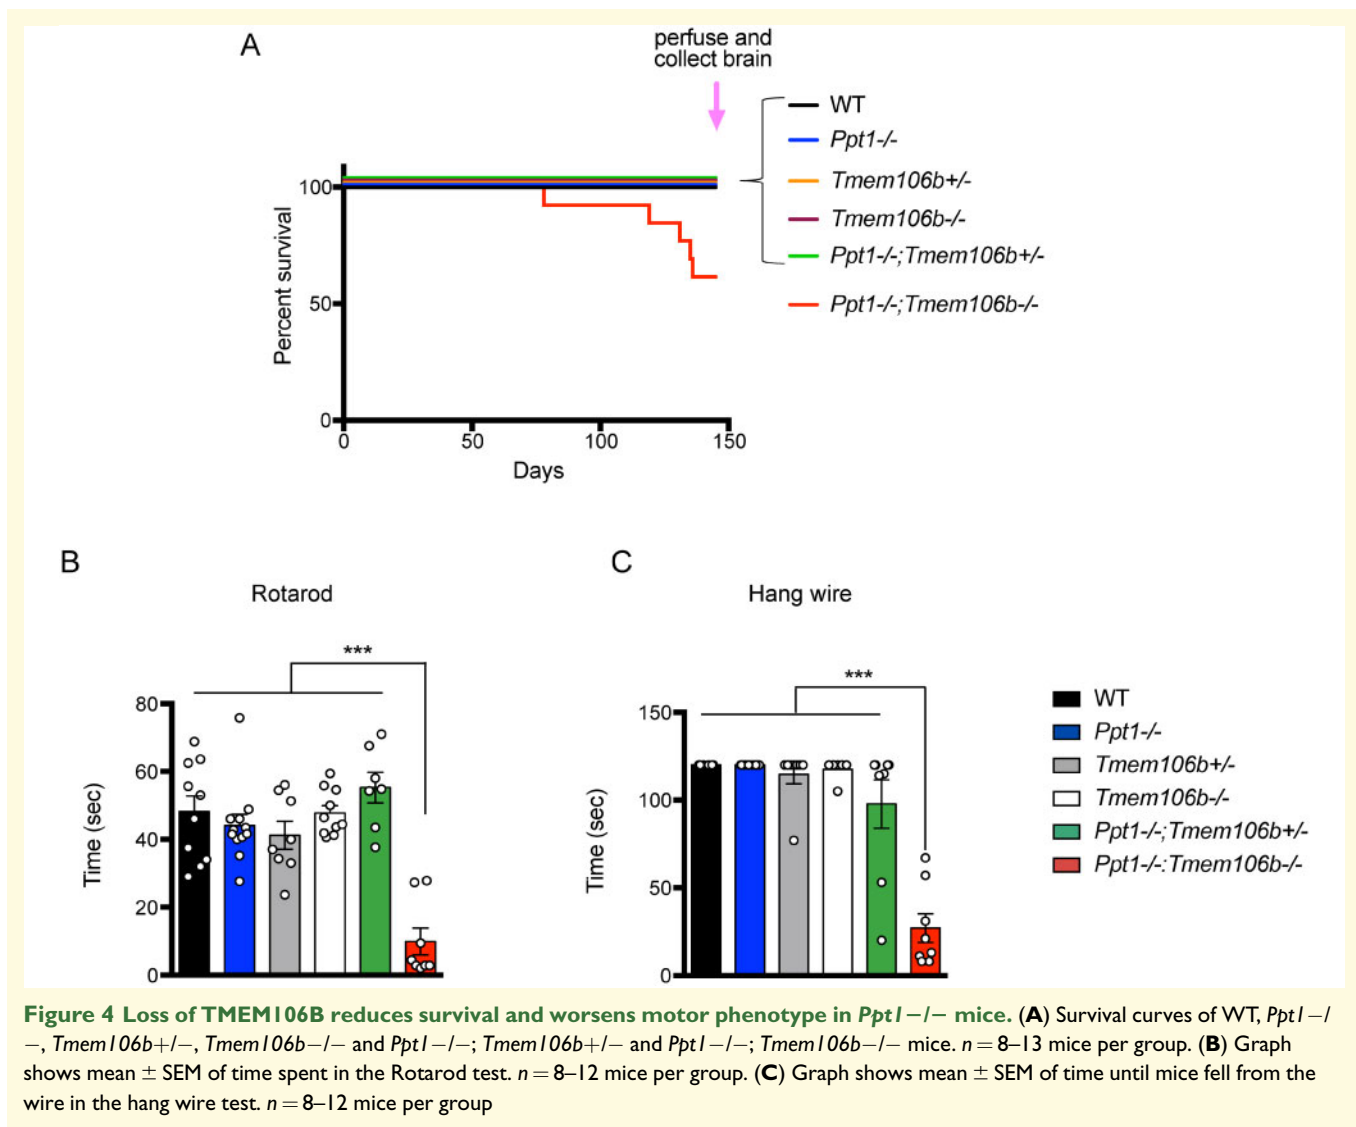 A
perfuse and
collect brain
WT
Ppt1-/-
Tmem106b+/-
Tmem106b-/-
Ppt1-/-;Tmem106b+/-
Ppt1-/-;Tmem106b-/-
Percent survival
100
50
0
0 50 100 150
Days
B
Rotarod
***
Time (sec)
80
60
40
20
0
C
Hang wire
***
Time (sec)
150
100
50
0
WT
Ppt1-/-
Tmem106b+/-
Tmem106b-/-
Ppt1-/-;Tmem106b+/-
Ppt1-/-:Tmem106b-/-
Figure 4 Loss of TMEM106B reduces survival and worsens motor phenotype in Ppt1−/− mice. (A) Survival curves of WT, Ppt1−/
−, Tmem106b+/−, Tmem106b−/− and Ppt1−/−; Tmem106b+/− and Ppt1−/−; Tmem106b−/− mice. n = 8–13 mice per group. (B) Graph
shows mean ± SEM of time spent in the Rotarod test. n = 8–12 mice per group. (C) Graph shows mean ± SEM of time until mice fell from the
wire in the hang wire test. n = 8–12 mice per group